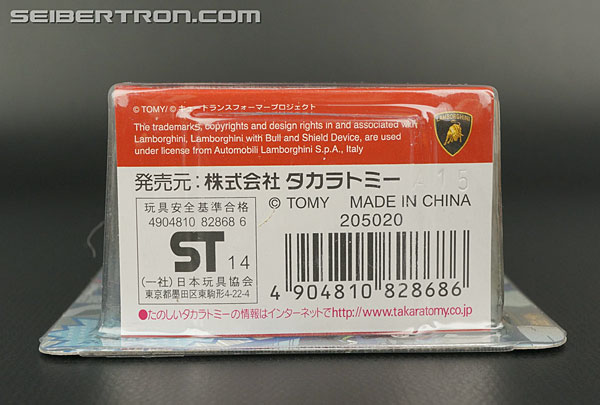 SEIBERTRON.COM
© TOMY/ © キュートランスフォーマープロジェクト
The trademarks, copyrights and design rights in and associated with
Lamborghini, Lamborghini with Bull and Shield Device, are used
under license from Automobili Lamborghini S.p.A., Italy
LAMBORGHINI
発売元：株式会社 タカラトミー
A 15
玩具安全基準合格
4904810 82868 6
ST 14
(一社)日本玩具協会
東京都墨田区東駒形4-22-4
© TOMY MADE IN CHINA
205020
4 904810 828686
●たのしいタカラトミーの情報はインターネットでhttp://www.takaratomy.co.jp